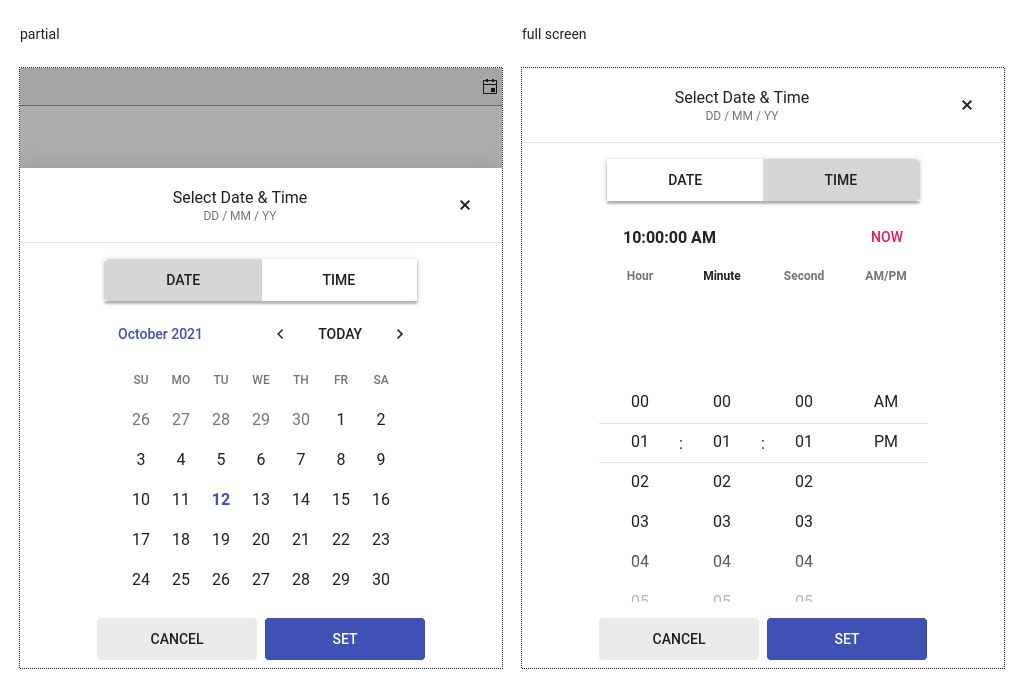 partial
Select Date & Time
DD / MM / YY
DATE TIME
October 2021 TODAY
SU MO TU WE TH FR SA
26 27 28 29 30 1 2
3 4 5 6 7 8 9
10 11 12 13 14 15 16
17 18 19 20 21 22 23
24 25 26 27 28 29 30
CANCEL SET
full screen
Select Date & Time
DD / MM / YY
DATE TIME
10:00:00 AM NOW
Hour Minute Second AM/PM
00 00 00 AM
01 : 01 : 01 PM
02 02 02
03 03 03
04 04 04
05 05 05
CANCEL SET